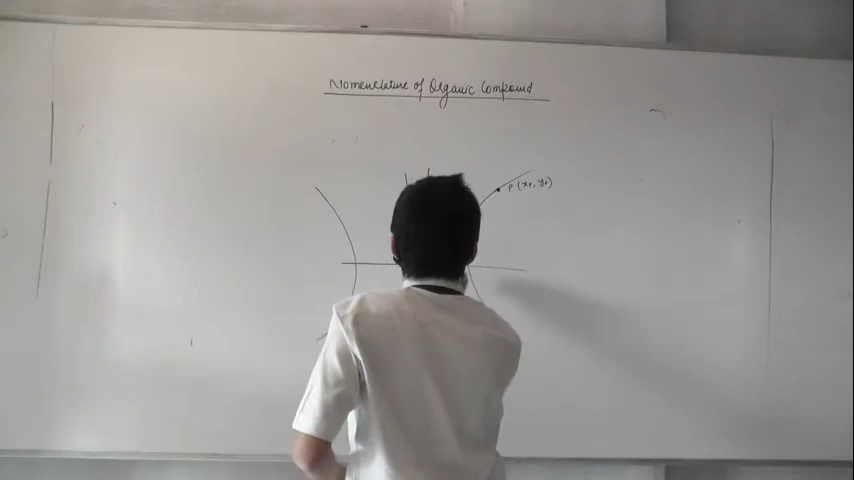 Nomenclature of Organic Compound
P (x₁, y₁)